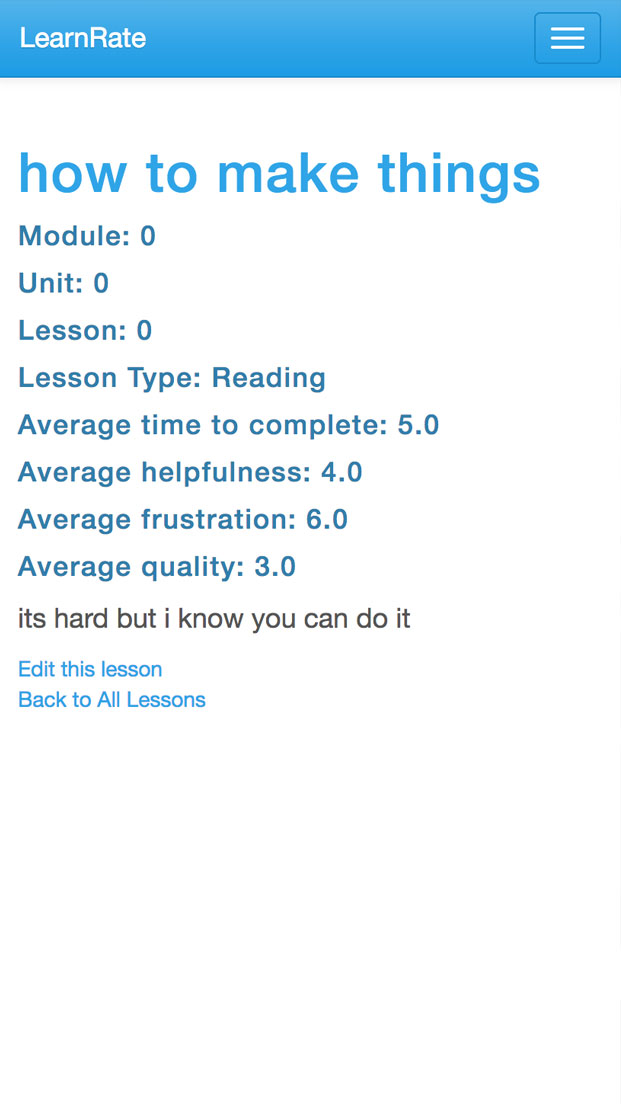 LearnRate
how to make things
Module: 0
Unit: 0
Lesson: 0
Lesson Type: Reading
Average time to complete: 5.0
Average helpfulness: 4.0
Average frustration: 6.0
Average quality: 3.0
its hard but i know you can do it
Edit this lesson
Back to All Lessons